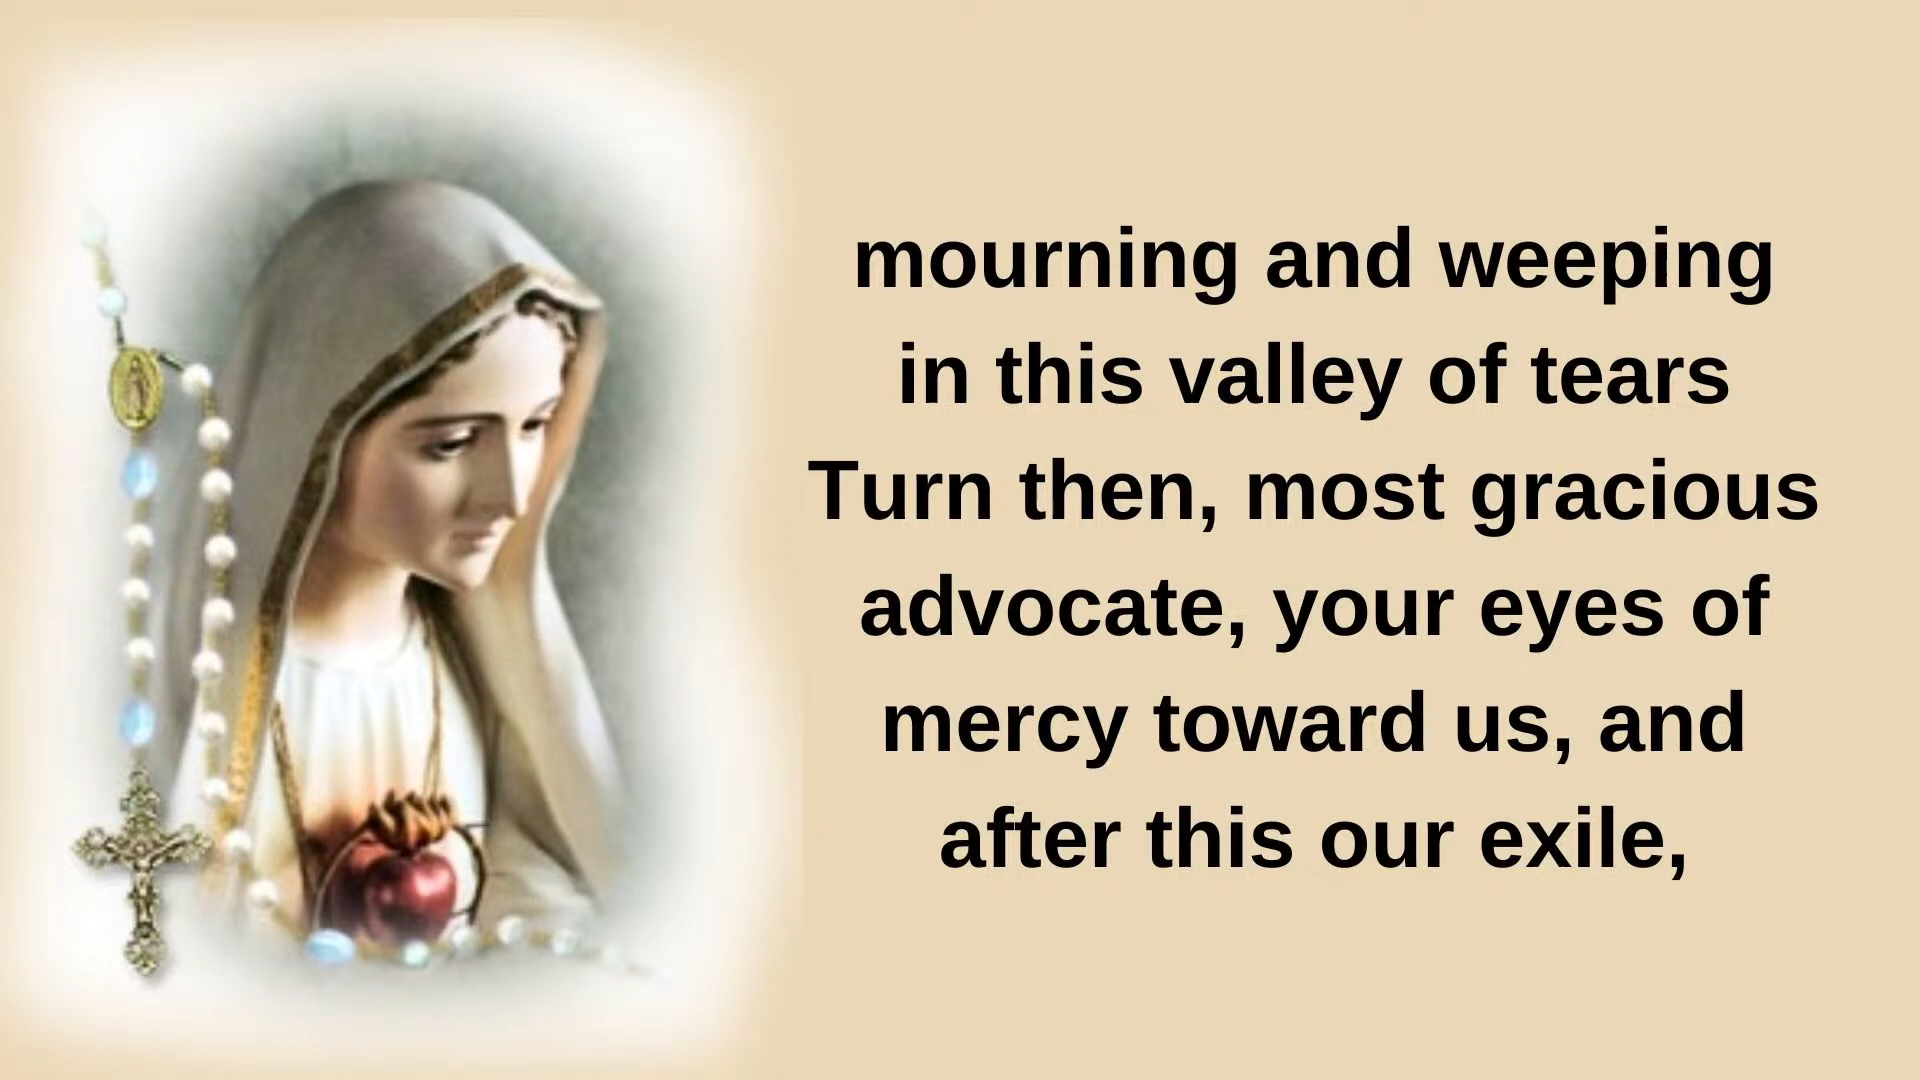 mourning and weeping
in this valley of tears
Turn then, most gracious
advocate, your eyes of
mercy toward us, and
after this our exile,